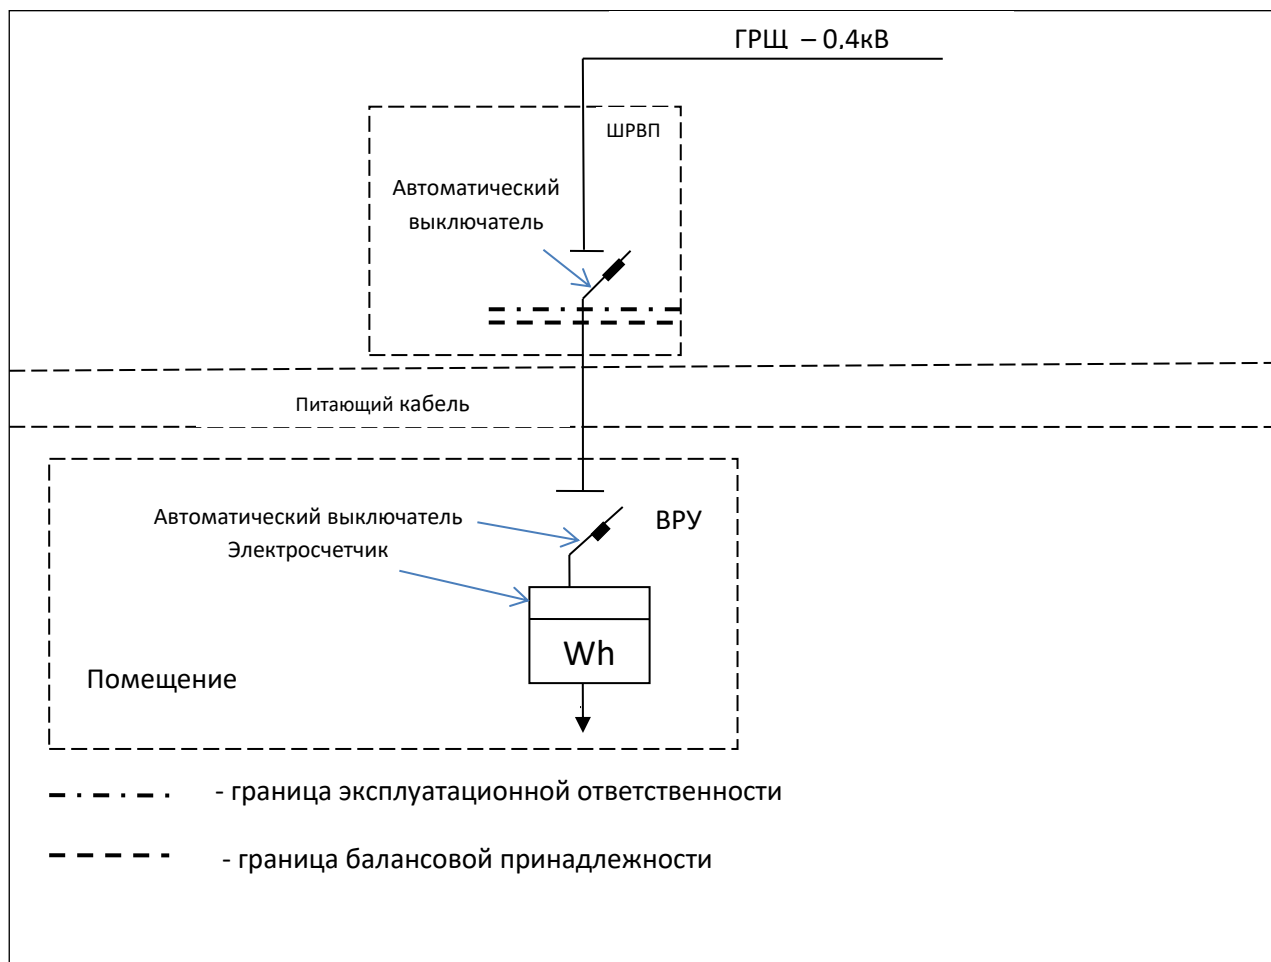 ГРЩ – 0,4кВ
ШРВП
Автоматический
выключатель
Питающий кабель
Автоматический выключатель
Электросчетчик
ВРУ
Wh
Помещение
- граница эксплуатационной ответственности
- граница балансовой принадлежности